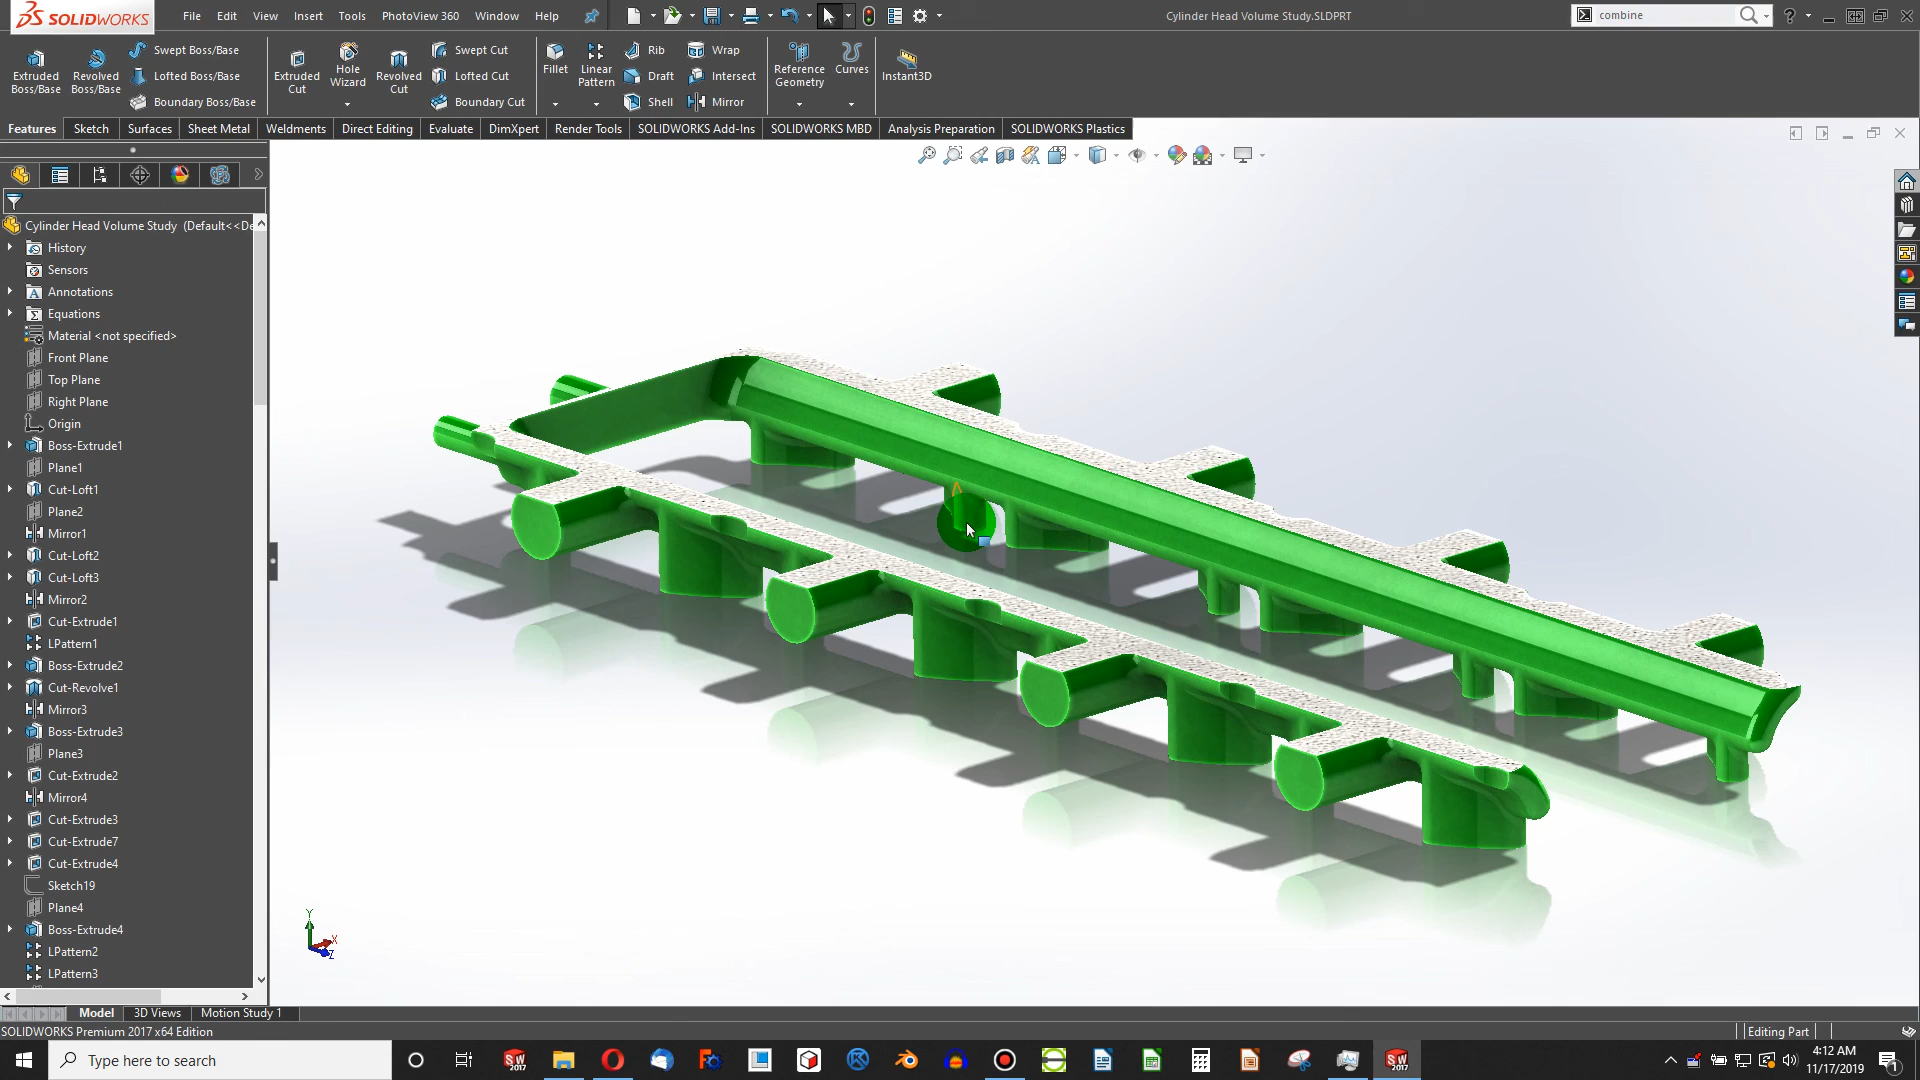 SOLIDWORKS File Edit View Insert Tools PhotoView 360 Window Help Cylinder Head Volume Study.SLDPRT combine
Extruded Boss/Base
Revolved Boss/Base
Swept Boss/Base
Lofted Boss/Base
Boundary Boss/Base
Extruded Cut
Hole Wizard
Revolved Cut
Swept Cut
Lofted Cut
Boundary Cut
Fillet
Linear Pattern
Rib
Draft
Shell
Wrap
Intersect
Mirror
Reference Geometry
Curves
Instant3D
Features Sketch Surfaces Sheet Metal Weldments Direct Editing Evaluate DimXpert Render Tools SOLIDWORKS Add-Ins SOLIDWORKS MBD Analysis Preparation SOLIDWORKS Plastics
Cylinder Head Volume Study (Default<<De
History
Sensors
Annotations
Equations
Material <not specified>
Front Plane
Top Plane
Right Plane
Origin
Boss-Extrude1
Plane1
Cut-Loft1
Plane2
Mirror1
Cut-Loft2
Cut-Loft3
Mirror2
Cut-Extrude1
LPattern1
Boss-Extrude2
Cut-Revolve1
Mirror3
Boss-Extrude3
Plane3
Cut-Extrude2
Mirror4
Cut-Extrude3
Cut-Extrude7
Cut-Extrude4
Sketch19
Plane4
Boss-Extrude4
LPattern2
LPattern3
Y
X
Z
Model 3D Views Motion Study 1
SOLIDWORKS Premium 2017 x64 Edition Editing Part
Type here to search
SW 2017
SW 2017
4:12 AM
11/17/2019
1